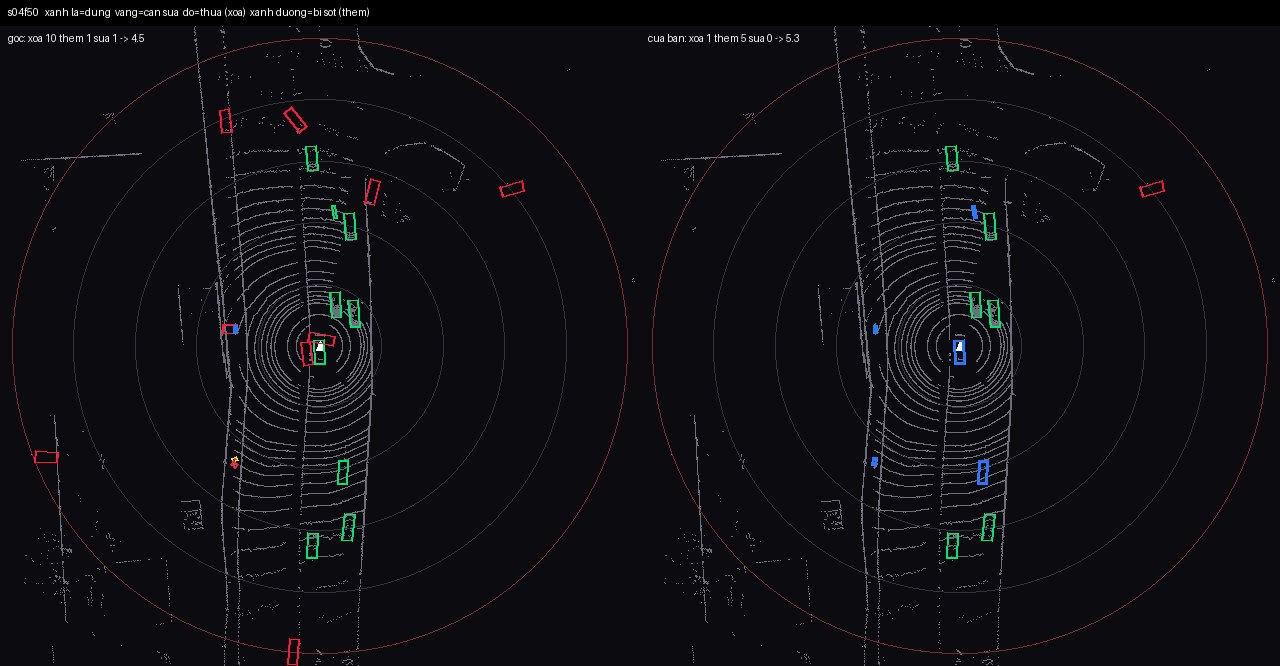 s04f50 xanh la=dung vang=can sua do=thua (xoa) xanh duong=bi sot (them)
goc: xoa 10 them 1 sua 1 -> 4.5
cua ban: xoa 1 them 5 sua 0 -> 5.3